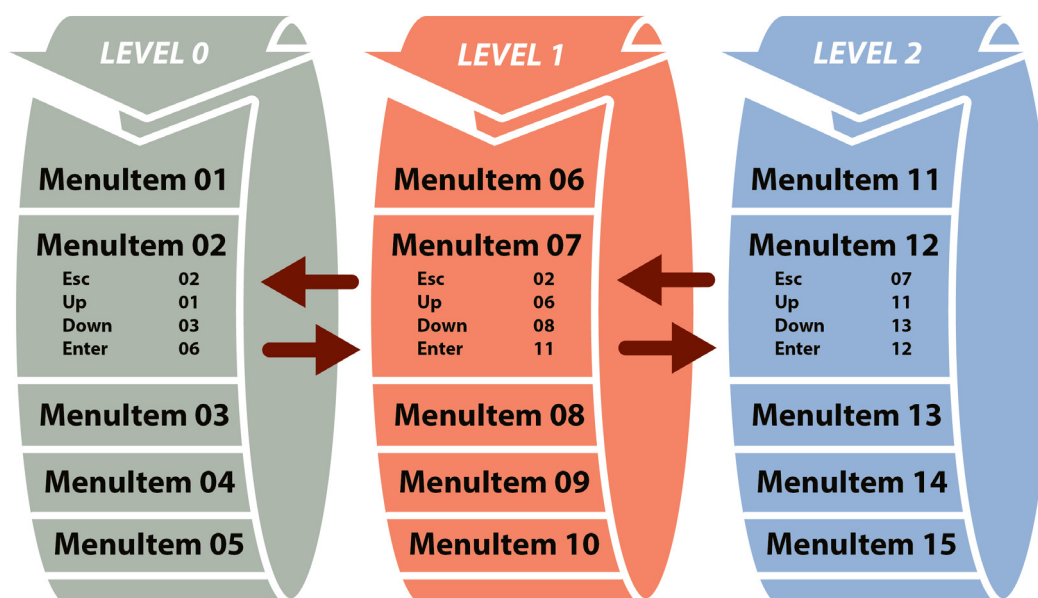 LEVEL 0
MenuItem 01
MenuItem 02
Esc 02
Up 01
Down 03
Enter 06
MenuItem 03
MenuItem 04
MenuItem 05
LEVEL 1
MenuItem 06
MenuItem 07
Esc 02
Up 06
Down 08
Enter 11
MenuItem 08
MenuItem 09
MenuItem 10
LEVEL 2
MenuItem 11
MenuItem 12
Esc 07
Up 11
Down 13
Enter 12
MenuItem 13
MenuItem 14
MenuItem 15